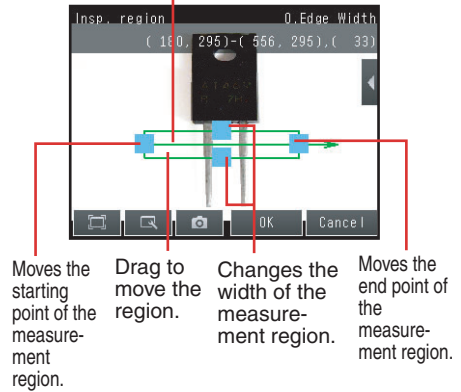 Insp. region 0.Edge Width
( 180, 295)-( 556, 295),( 33)
OK Cancel
Moves the
starting
point of the
measure-
ment
region.
Drag to
move the
region.
Changes the
width of the
measure-
ment region.
Moves the
end point of
the
measure-
ment region.